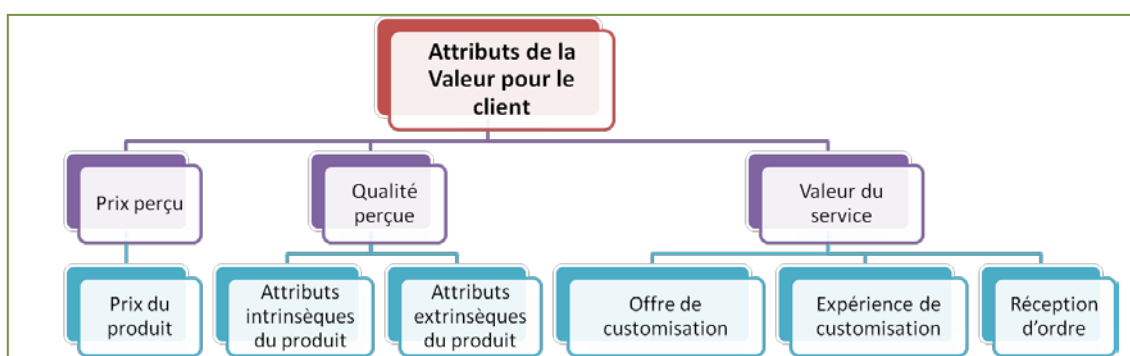 Attributs de la
Valeur pour le
client
Prix perçu
Qualité
perçue
Valeur du
service
Prix du
produit
Attributs
intrinsèques
du produit
Attributs
extrinsèques
du produit
Offre de
customisation
Expérience de
customisation
Réception
d'ordre